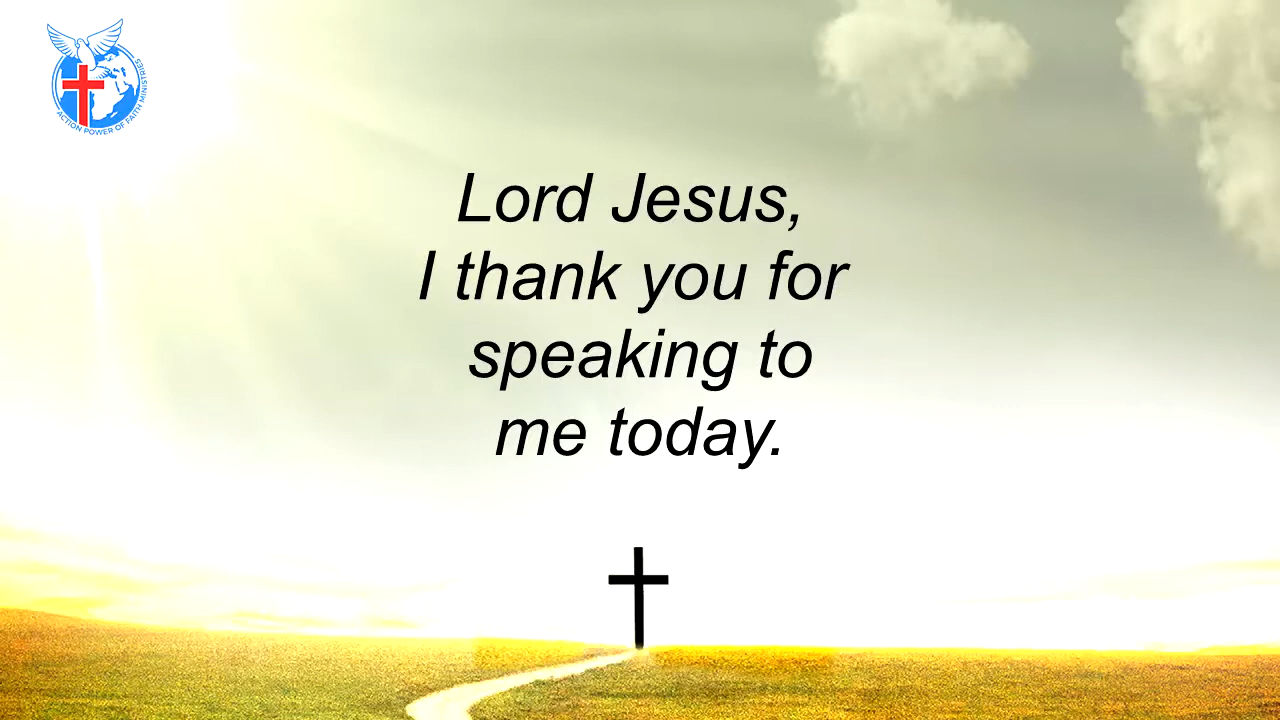 ACTION POWER OF FAITH MINISTRIES
Lord Jesus,
I thank you for
speaking to
me today.